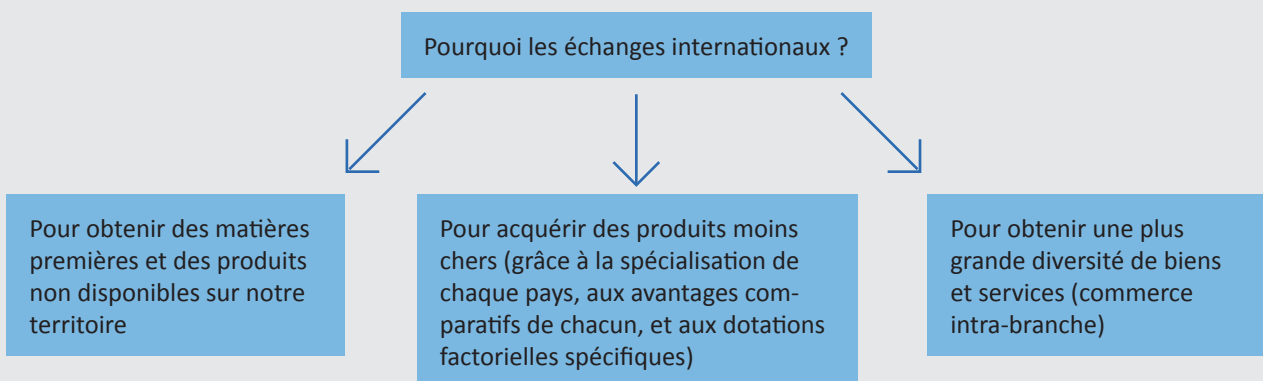 Pourquoi les échanges internationaux ?
Pour obtenir des matières
premières et des produits
non disponibles sur notre
territoire
Pour acquérir des produits moins
chers (grâce à la spécialisation de
chaque pays, aux avantages com-
paratifs de chacun, et aux dotations
factorielles spécifiques)
Pour obtenir une plus
grande diversité de biens
et services (commerce
intra-branche)